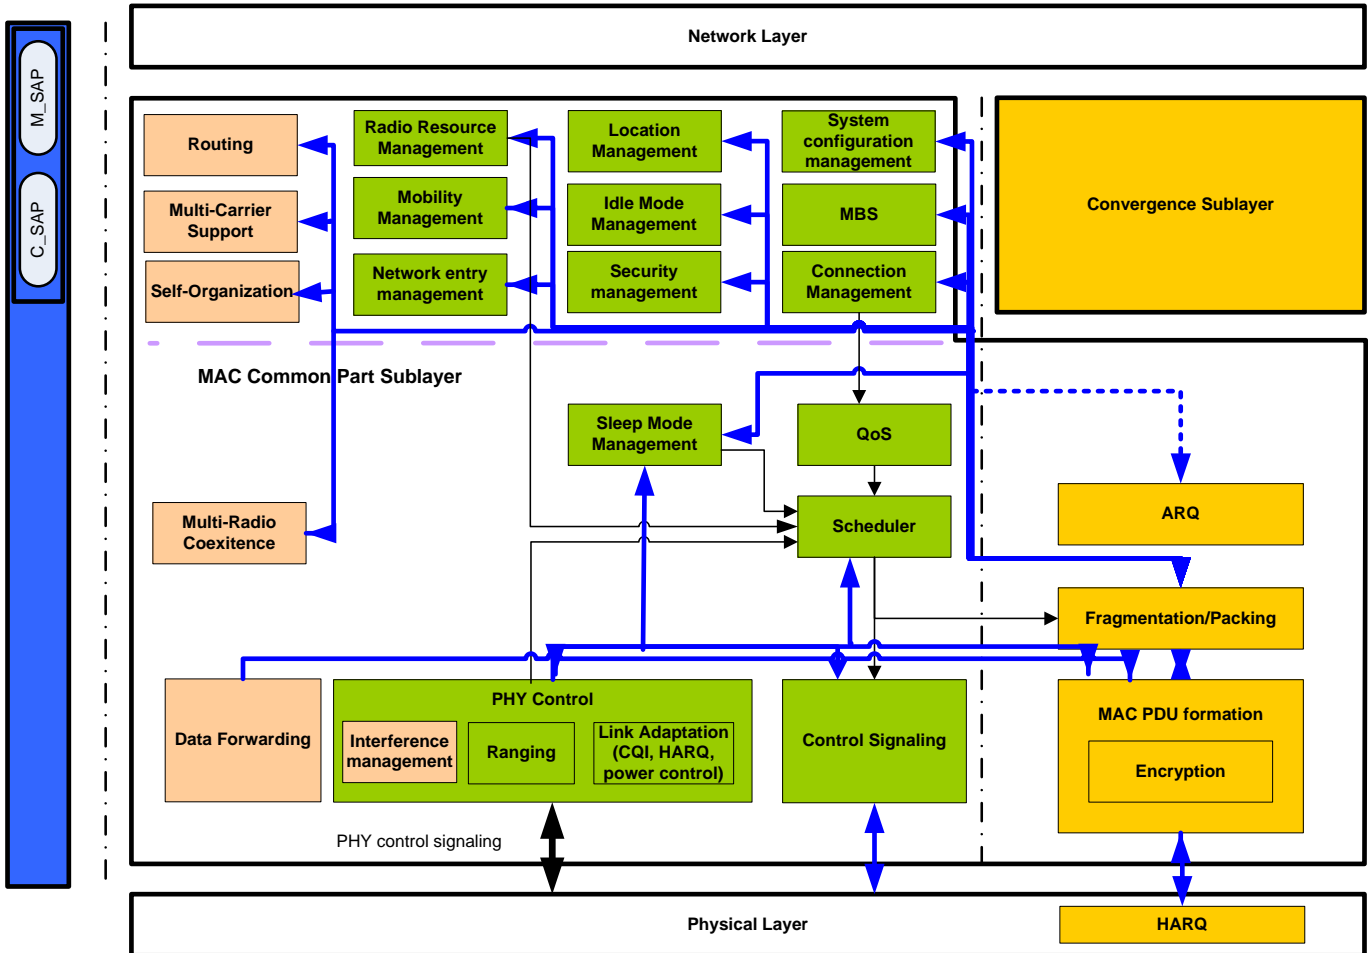 Network Layer
M_SAP
C_SAP
Routing
Radio Resource
Management
Location
Management
System
configuration
management
Multi-Carrier
Support
Mobility
Management
Idle Mode
Management
MBS
Convergence Sublayer
Self-Organization
Network entry
management
Security
management
Connection
Management
MAC Common Part Sublayer
Sleep Mode
Management
QoS
Multi-Radio
Coexitence
Scheduler
ARQ
Fragmentation/Packing
Data Forwarding
PHY Control
Interference
management
Ranging
Link Adaptation
(CQI, HARQ,
power control)
Control Signaling
MAC PDU formation
Encryption
PHY control signaling
Physical Layer
HARQ